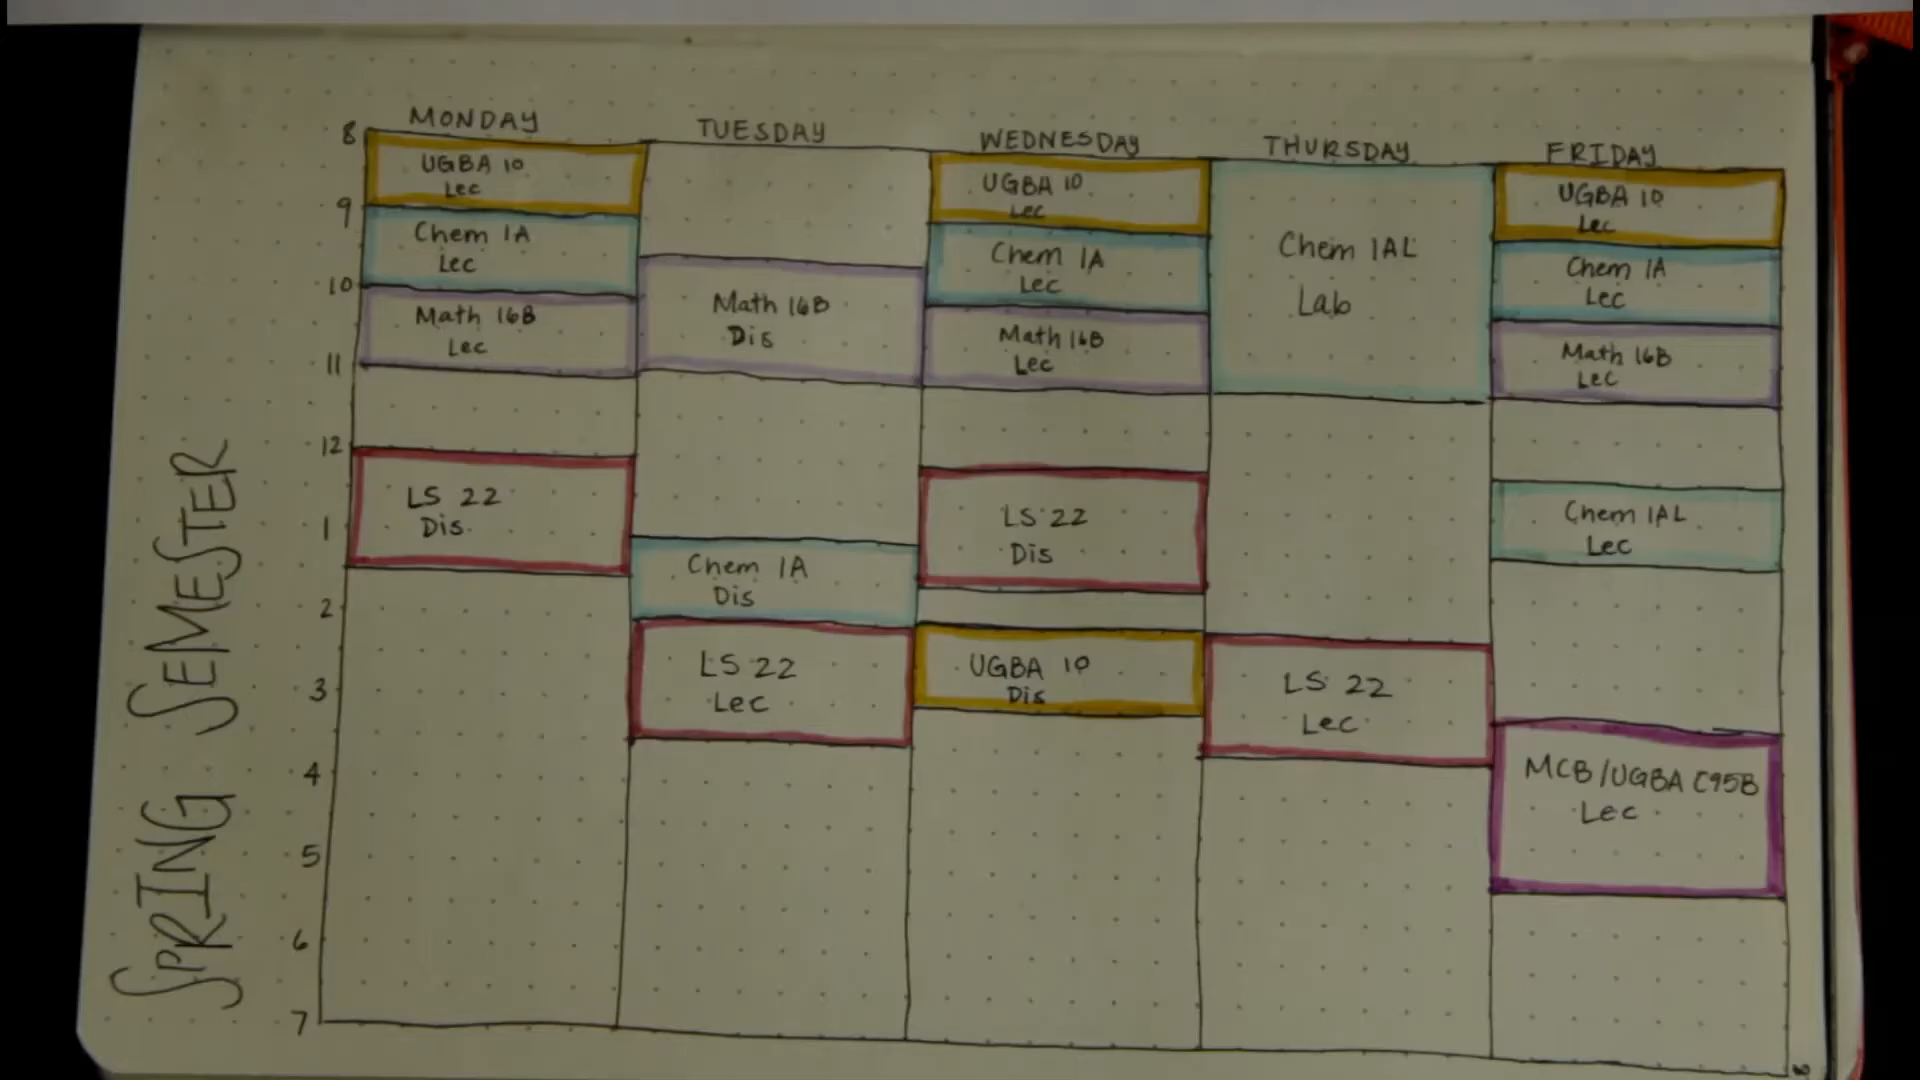 SPRING SEMESTER
MONDAY
TUESDAY
WEDNESDAY
THURSDAY
FRIDAY
8
9
10
11
12
1
2
3
4
5
6
7
UGBA 10
Lec
Chem 1A
Lec
Math 16B
Lec
LS 22
Dis
Math 16B
Dis
Chem 1A
Dis
LS 22
Lec
UGBA 10
Lec
Chem 1A
Lec
Math 16B
Lec
LS 22
Dis
UGBA 10
Dis
Chem 1AL
Lab
LS 22
Lec
UGBA 10
Lec
Chem 1A
Lec
Math 16B
Lec
Chem 1AL
Lec
MCB/UGBA C95B
Lec